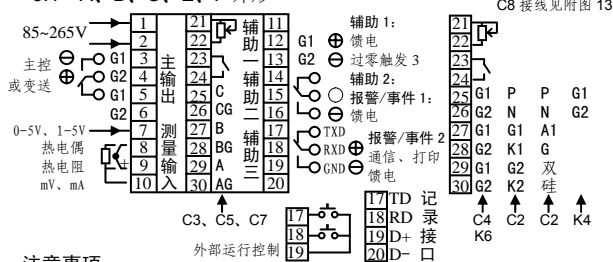 C8 接线见附图 13
85~265V
主控
或变送
G1
G2
G1
G2
0-5V、1-5V
热电偶
热电阻
mV、mA
1
2
3
4
5
6
7
8
9
10
主
输
出
测
量
输
入
21
22
23
24
25
26
27
28
29
30
C
CG
B
BG
A
AG
辅
助
一
辅
助
二
辅
助
三
11
12
13
14
15
16
17
18
19
20
C3、C5、C7
辅助 1：
G1 ⊕ 馈电
G2 ⊖ 过零触发 3
辅助 2：
报警/事件 1：
⊖ 馈电
TXD 报警/事件 2
RXD ⊕ 通信、打印
GND ⊖ 馈电
外部运行控制
17
18
19
17 TD 记
18 RD 录
19 D+ 接
20 D- 口
21
22
23
24
25 G1 P P G1
26 G2 N N G2
27 G1 G1 A1
28 G2 K1 G
29 G1 G2 双
30 G2 K2 硅
C4 C2 C2 K4
K6